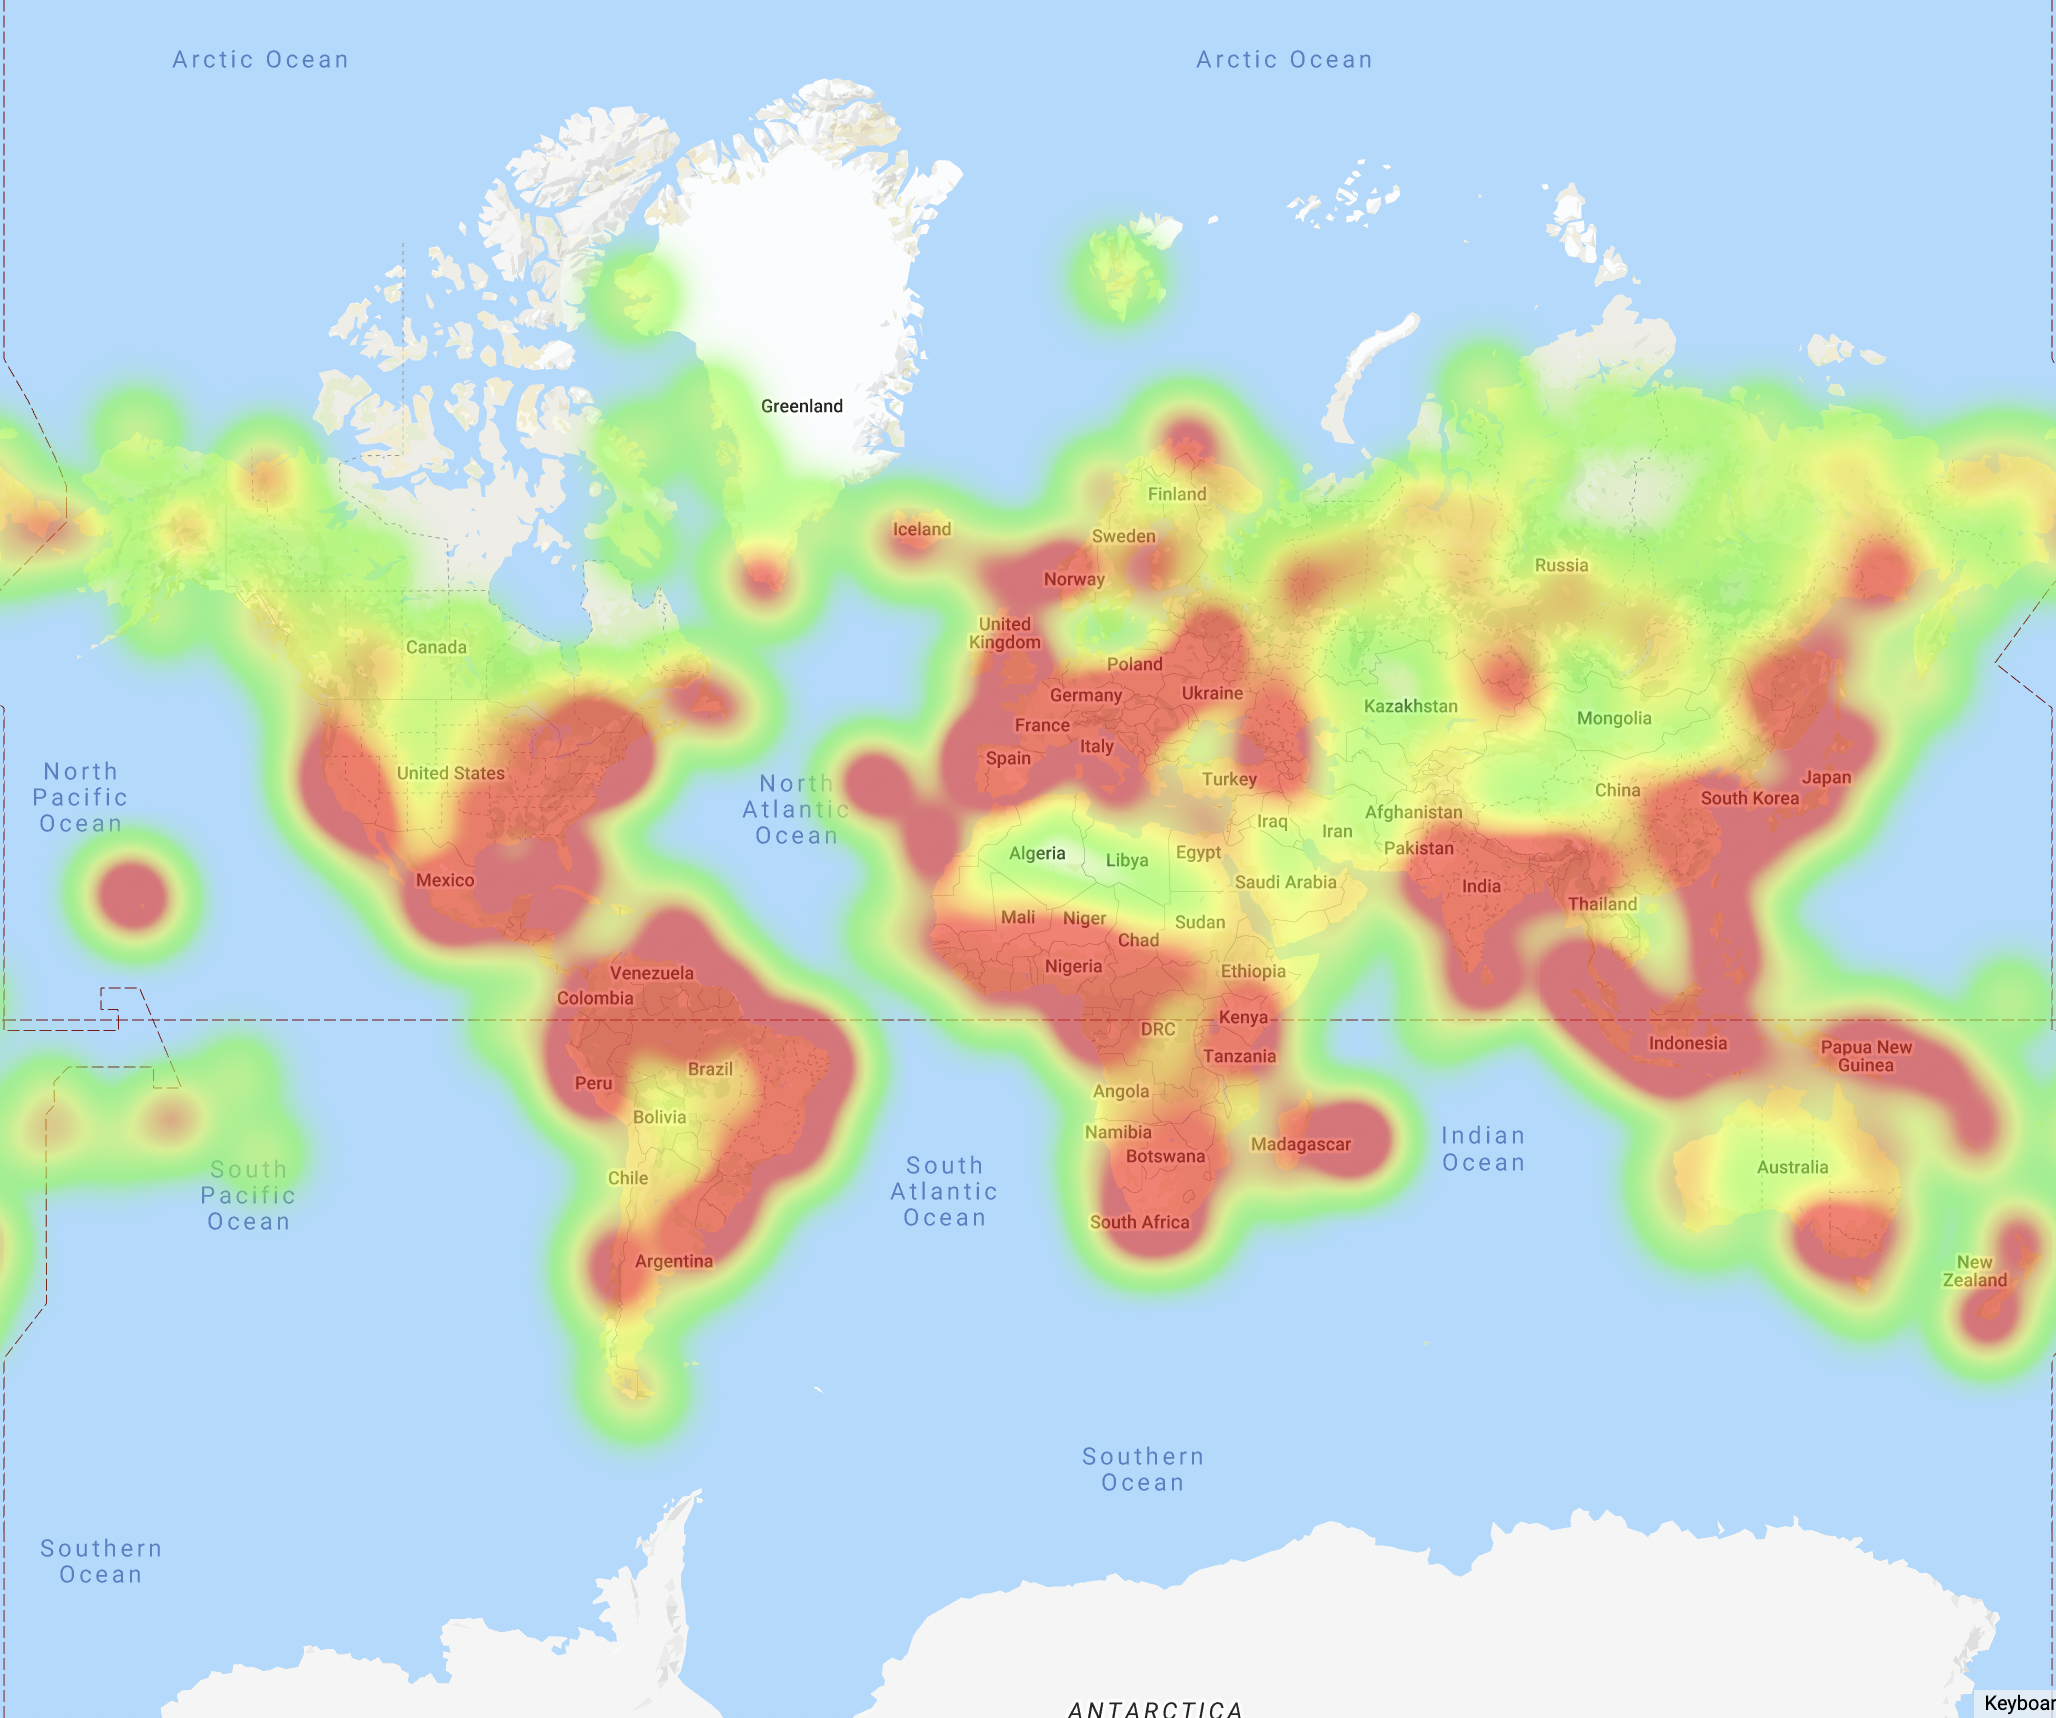 Arctic Ocean
Arctic Ocean
Greenland
Finland
Iceland
Sweden
Russia
Norway
United
Kingdom
Canada
Poland
Germany
Ukraine
Kazakhstan
Mongolia
France
Italy
Spain
United States
Turkey
China
Japan
South Korea
North
Pacific
Ocean
North
Atlantic
Ocean
Afghanistan
Iraq
Iran
Pakistan
Algeria
Libya
Egypt
Saudi Arabia
Mexico
India
Thailand
Mali
Niger
Sudan
Chad
Nigeria
Ethiopia
Venezuela
Colombia
Kenya
DRC
Tanzania
Indonesia
Papua New
Guinea
Brazil
Peru
Angola
Bolivia
Namibia
Madagascar
Botswana
Indian
Ocean
Australia
Chile
South
Pacific
Ocean
South
Atlantic
Ocean
South Africa
Argentina
New
Zealand
Southern
Ocean
Southern
Ocean
ANTARCTICA
Keyboar